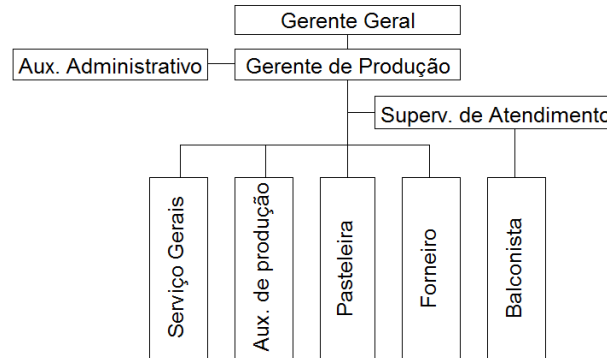 Gerente Geral
Aux. Administrativo
Gerente de Produção
Superv. de Atendimento
Serviço Gerais
Aux. de produção
Pasteleira
Forneiro
Balconista